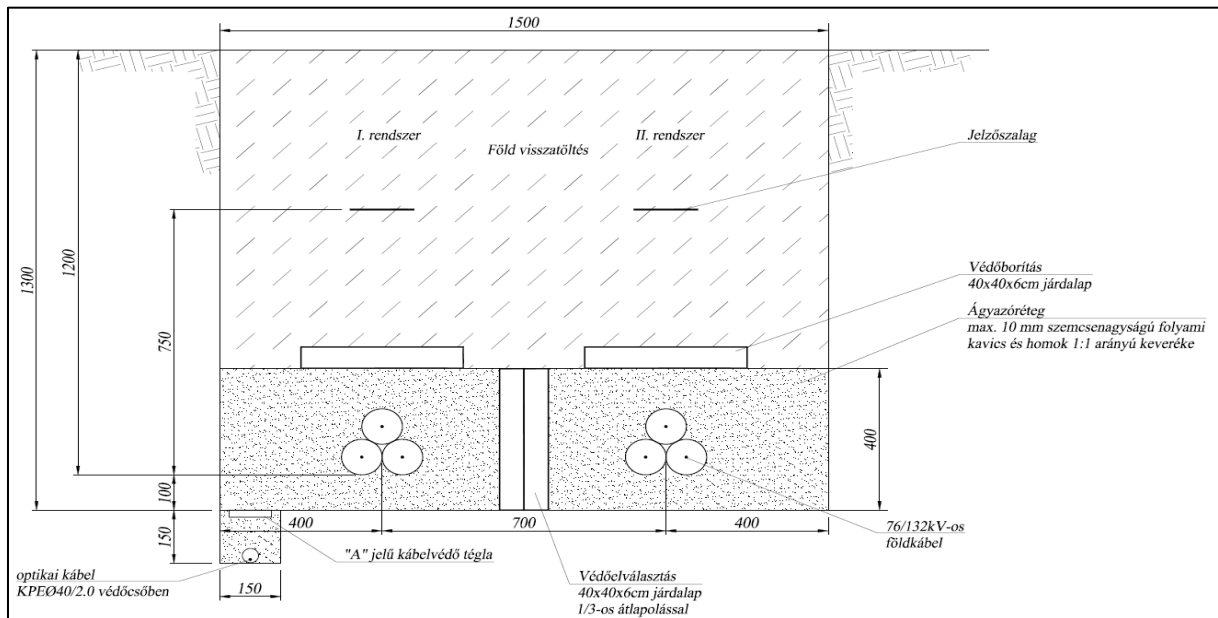 1500
I. rendszer
II. rendszer
Föld visszatöltés
Jelzőszalag
1300
1200
750
Védőborítás
40x40x6cm járdalap
Ágyazóréteg
max. 10 mm szemcsenagyságú folyami
kavics és homok 1:1 arányú keveréke
400
100
150
400
700
400
"A" jelű kábelvédő tégla
76/132kV-os
földkábel
optikai kábel
KPEØ40/2.0 védőcsőben
150
Védőelválasztás
40x40x6cm járdalap
1/3-os átlapolással